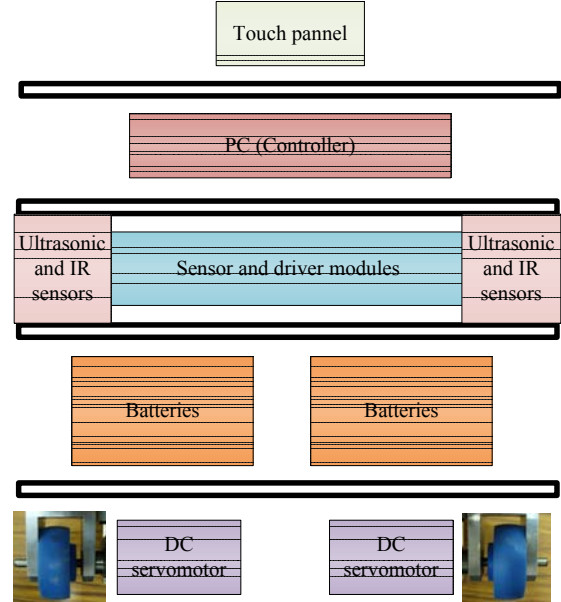 Touch pannel
PC (Controller)
Ultrasonic
and IR
sensors
Sensor and driver modules
Ultrasonic
and IR
sensors
Batteries
Batteries
DC
servomotor
DC
servomotor